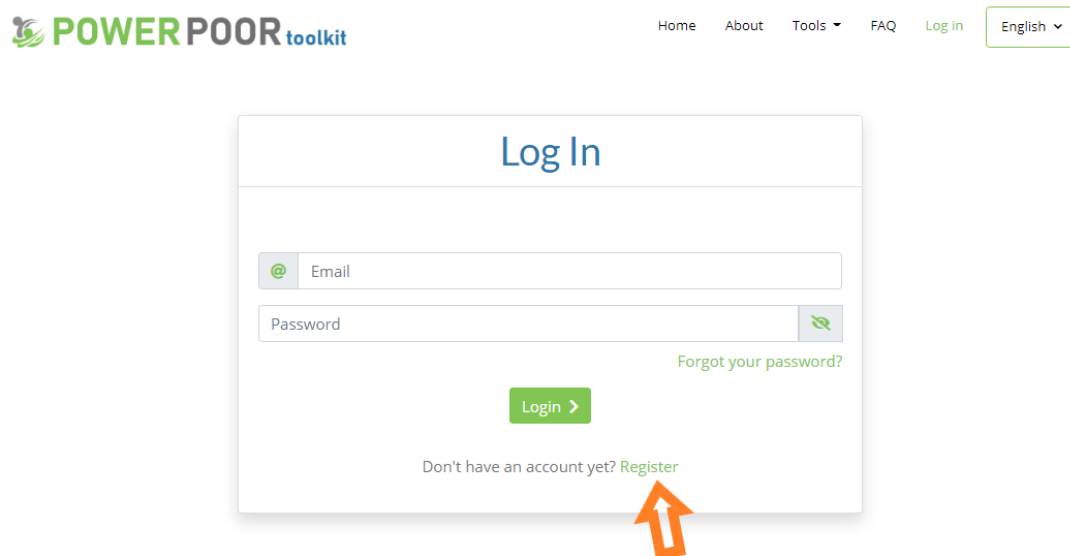 POWERPOOR toolkit
Home About Tools FAQ Log in English
Log In
@ Email
Password
Forgot your password?
Login
Don't have an account yet? Register